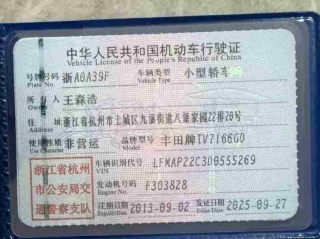 中华人民共和国机动车行驶证
Vehicle License of the People's Republic of China
号牌号码 浙A0A39F 车辆类型 小型轿车
Plate No. Vehicle Type
所有人 王森浩
Owner
住址 浙江省杭州市上城区九堡街道八堡家园22排20号
Address
使用性质 非营运 品牌型号 丰田牌TV7166GD
Use Character Model
浙江省杭州市公安局交通警察支队
车辆识别代号 LFMAP22C3D0555269
VIN
发动机号码 F303828
Engine No.
注册日期 2013-09-02 发证日期 2025-09-27
Register Date Issue Date